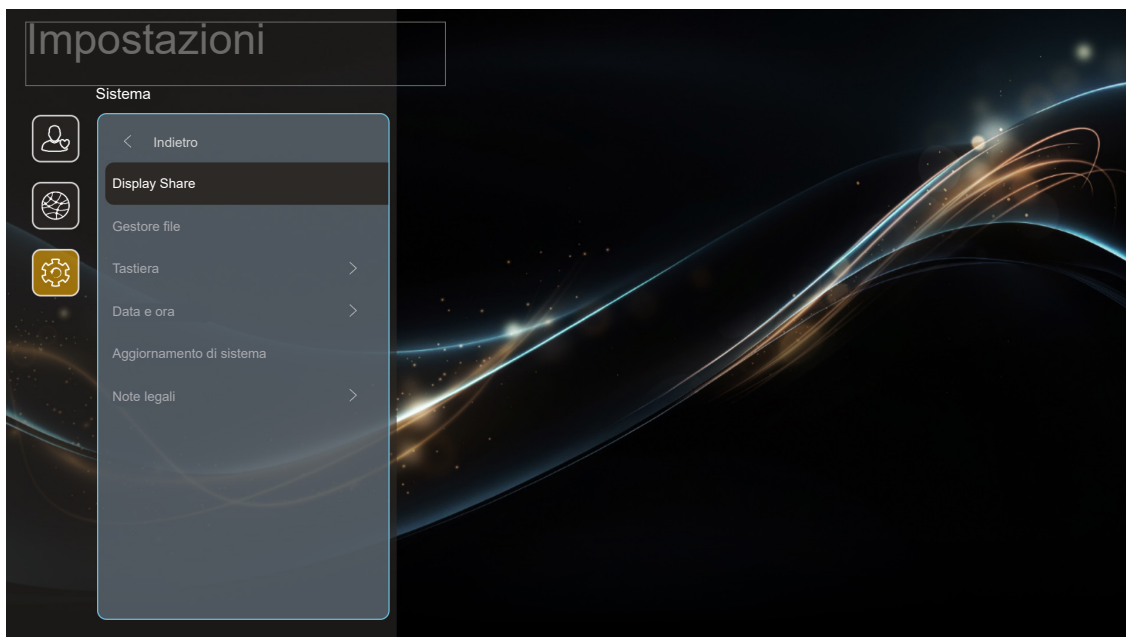 Impostazioni
Sistema
Indietro
Display Share
Gestore file
Tastiera
Data e ora
Aggiornamento di sistema
Note legali